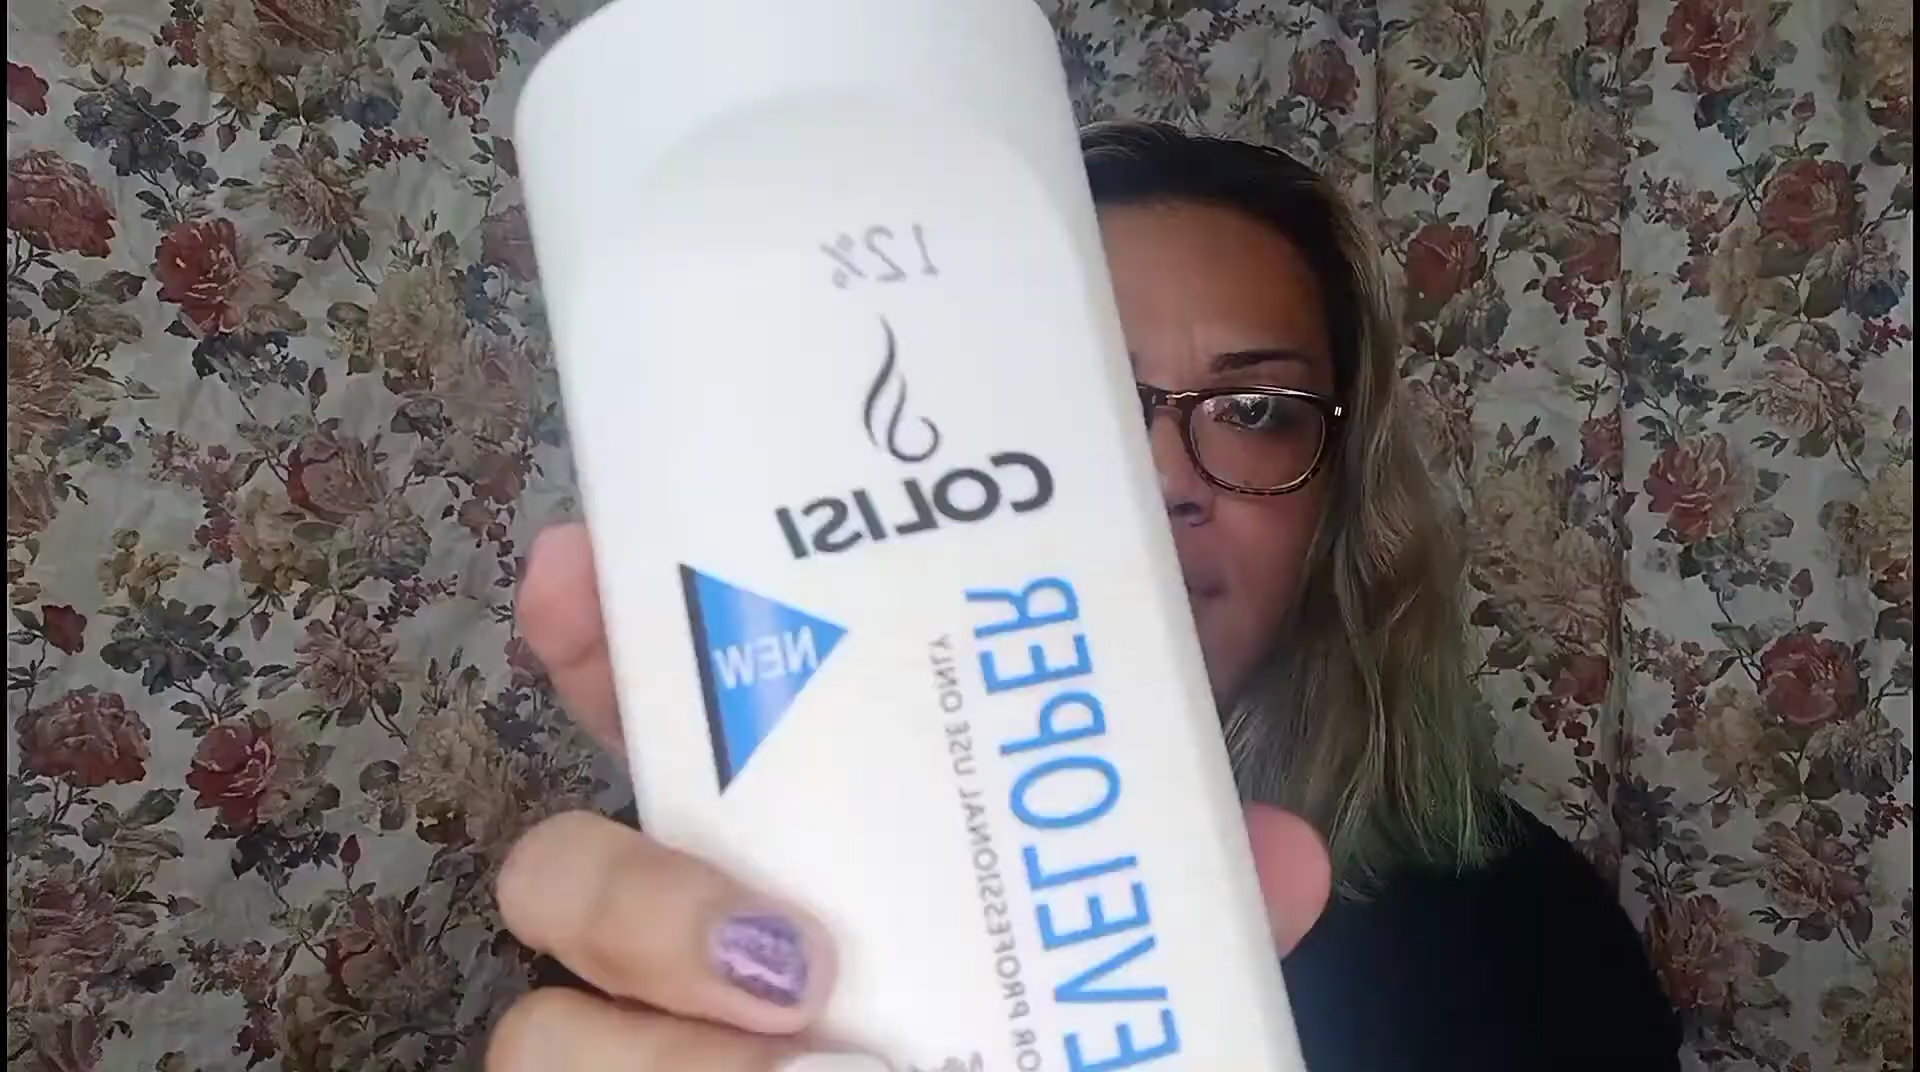 12%
COLISI
NEW
EVELOPER
OR PROFESSIONAL USE ONLY